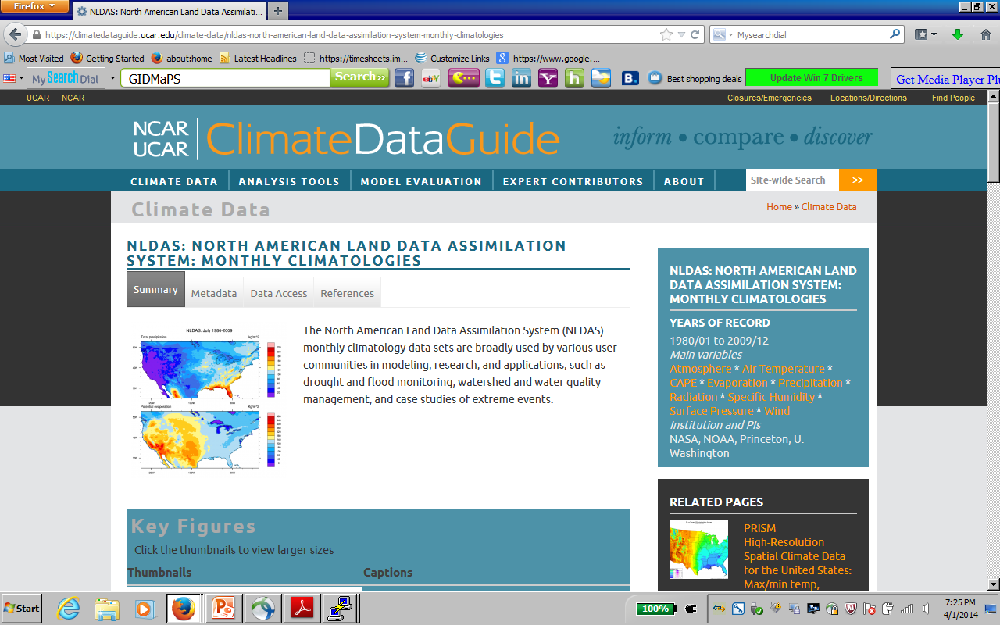 Firefox
NLDAS: North American Land Data Assimilati...
https://climatedataguide.ucar.edu/climate-data/nldas-north-american-land-data-assimilation-system-monthly-climatologies
Mysearchdial
Most Visited
Getting Started
about:home
Latest Headlines
https://timesheets.im...
Customize Links
https://www.google....
My Search Dial
GIDMaPS
Search »
Best shopping deals
Update Win 7 Drivers
Get Media Player Plu
UCAR NCAR
Closures/Emergencies Locations/Directions Find People
NCAR
UCAR
ClimateDataGuide
inform • compare • discover
CLIMATE DATA
ANALYSIS TOOLS
MODEL EVALUATION
EXPERT CONTRIBUTORS
ABOUT
Site-wide Search >>
Climate Data
Home » Climate Data
NLDAS: NORTH AMERICAN LAND DATA ASSIMILATION
SYSTEM: MONTHLY CLIMATOLOGIES
Summary Metadata Data Access References
NLDAS: July 1980-2009
Total precipitation kg/m^2
Potential evaporation Kg/m^2
The North American Land Data Assimilation System (NLDAS)
monthly climatology data sets are broadly used by various user
communities in modeling, research, and applications, such as
drought and flood monitoring, watershed and water quality
management, and case studies of extreme events.
Key Figures
Click the thumbnails to view larger sizes
Thumbnails Captions
NLDAS: NORTH AMERICAN LAND
DATA ASSIMILATION SYSTEM:
MONTHLY CLIMATOLOGIES
YEARS OF RECORD
1980/01 to 2009/12
Main variables
Atmosphere * Air Temperature *
CAPE * Evaporation * Precipitation *
Radiation * Specific Humidity *
Surface Pressure * Wind
Institution and PIs
NASA, NOAA, Princeton, U.
Washington
RELATED PAGES
PRISM
High-Resolution
Spatial Climate Data
for the United States:
Max/min temp,
Start
100%
7:25 PM
4/1/2014